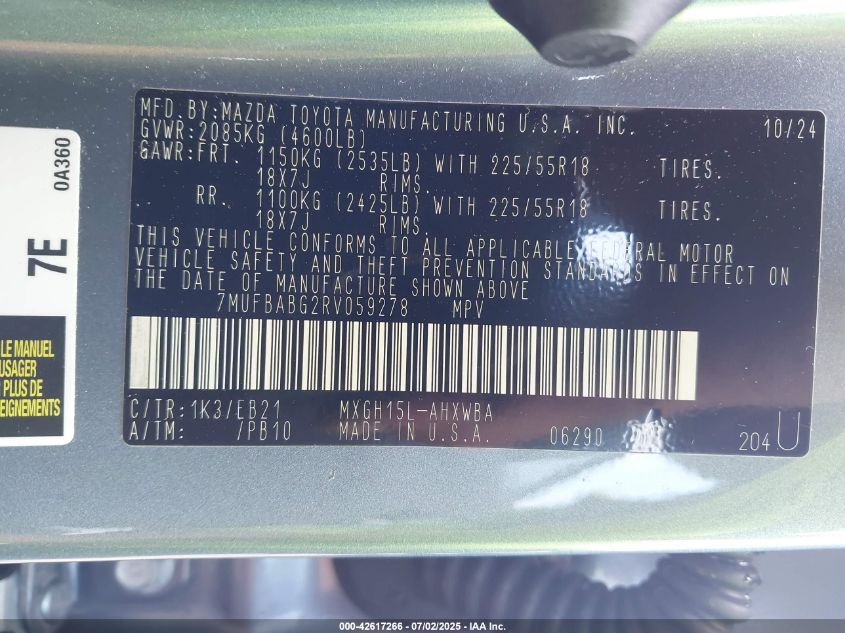 MFD.BY:MAZDA TOYOTA MANUFACTURING U.S.A. INC. 10/24
GVWR:2085KG (4600LB)
GAWR:FRT. 1150KG (2535LB) WITH 225/55R18 TIRES.
18X7J RIMS.
RR. 1100KG (2425LB) WITH 225/55R18 TIRES.
18X7J RIMS.
THIS VEHICLE CONFORMS TO ALL APPLICABLE FEDERAL MOTOR
VEHICLE SAFETY AND THEFT PREVENTION STANDARDS IN EFFECT ON
THE DATE OF MANUFACTURE SHOWN ABOVE
7MUFBABG2RV059278 MPV
C/TR:1K3/EB21 MXGH15L-AHXWBA
A/TM: /PB10 MADE IN U.S.A. 06290 204 U
0A360
7E
LE MANUEL
USAGER
PLUS DE
EIGNEMENTS
000-42617266 - 07/02/2025 - IAA Inc.